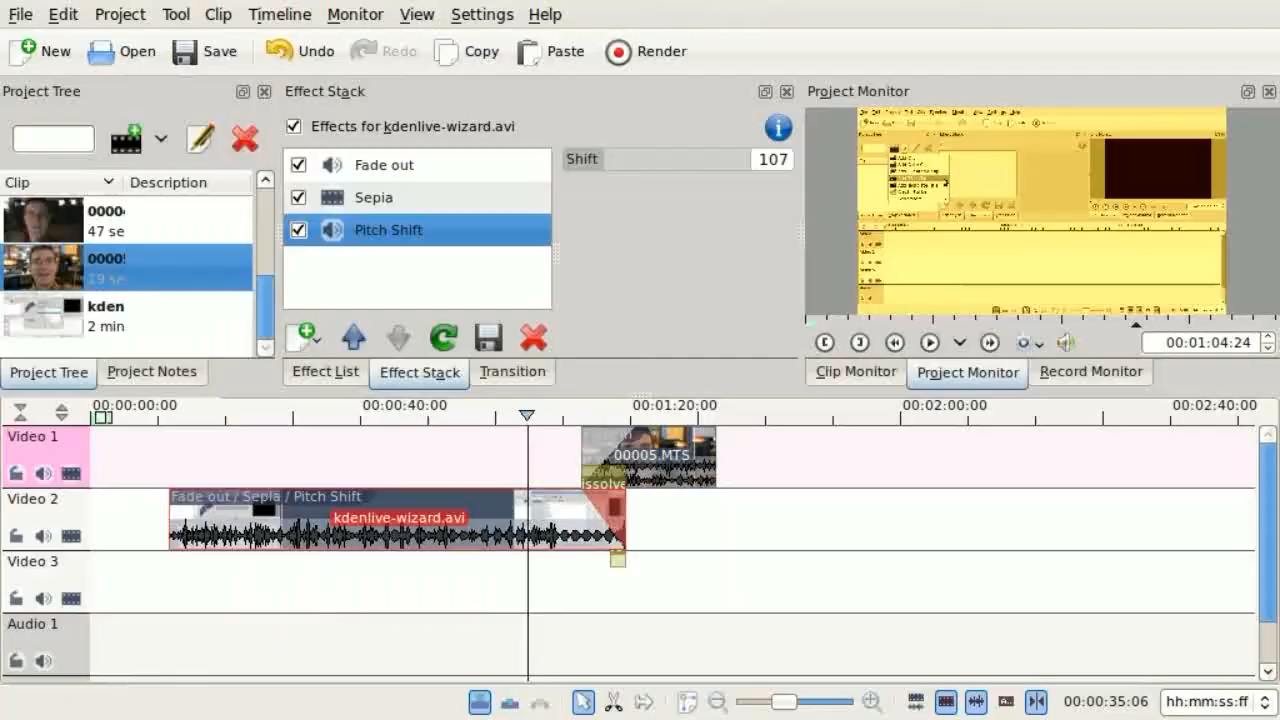 File Edit Project Tool Clip Timeline Monitor View Settings Help
New Open Save Undo Redo Copy Paste Render
Project Tree
Effect Stack
Project Monitor
Effects for kdenlive-wizard.avi
Clip Description
Fade out
Sepia
Pitch Shift
Shift 107
0000
47 se
00005
19 se
kden
2 min
00:01:04:24
Project Tree Project Notes
Effect List Effect Stack Transition
Clip Monitor Project Monitor Record Monitor
00:00:00:00 00:00:40:00 00:01:20:00 00:02:00:00 00:02:40:00
Video 1
00005.MTS
issolve
Video 2
Fade out / Sepia / Pitch Shift
kdenlive-wizard.avi
Video 3
Audio 1
00:00:35:06 hh:mm:ss:ff